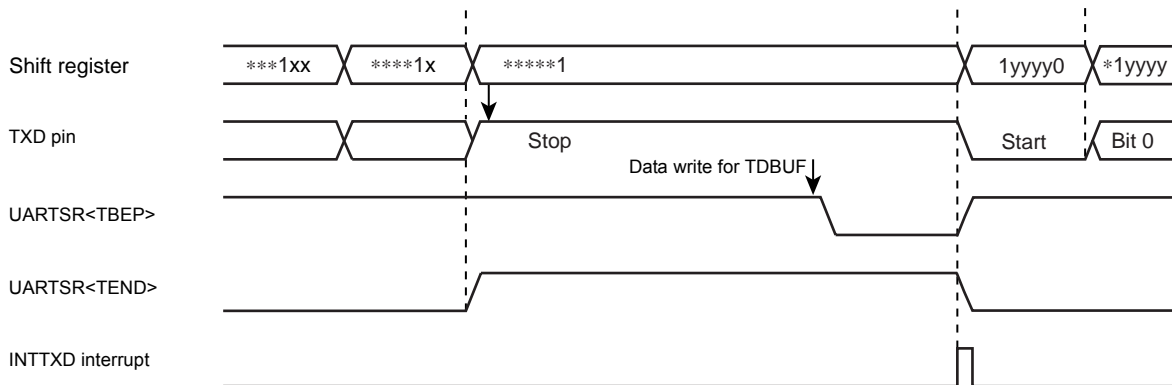 Shift register ***1xx ****1x *****1 1yyyy0 *1yyyy
TXD pin Stop Start Bit 0
Data write for TDBUF
UARTSR<TBEP>
UARTSR<TEND>
INTTXD interrupt